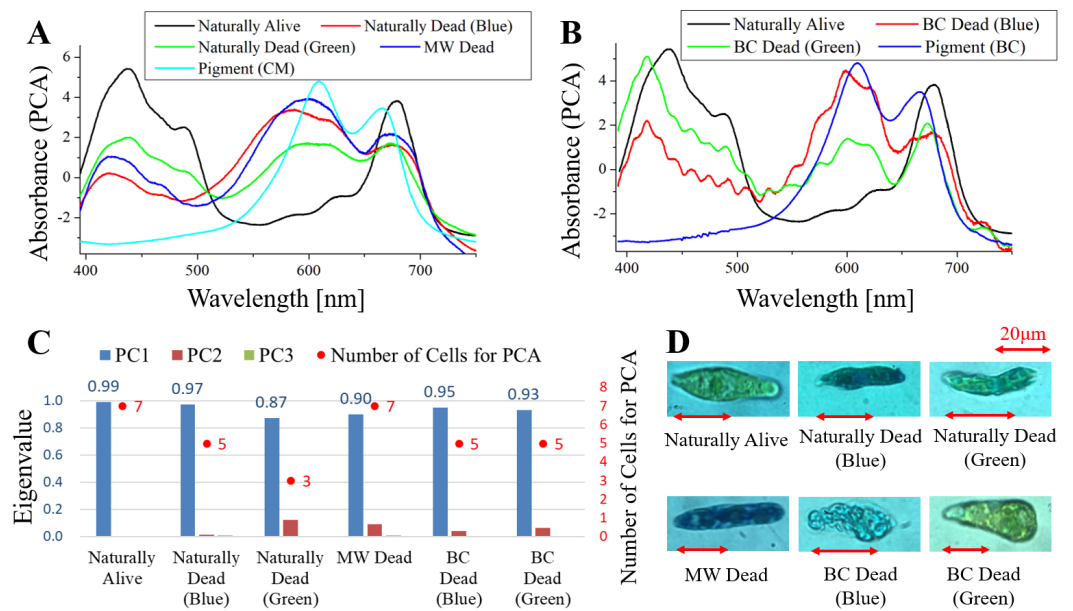 A
Naturally Alive
Naturally Dead (Blue)
Naturally Dead (Green)
MW Dead
Pigment (CM)
Absorbance (PCA)
6
4
2
0
-2
395
500
600
700
Wavelength [nm]
B
Naturally Alive
BC Dead (Blue)
BC Dead (Green)
Pigment (BC)
Absorbance (PCA)
4
2
0
-2
400
500
600
700
Wavelength [nm]
C
PC1 PC2 PC3 Number of Cells for PCA
0.99 0.97 0.87 0.90 0.95 0.93
Eigenvalue
1.0
0.8
0.6
0.4
0.2
0.0
7 5 3 7 5 5
8
7
6
5
4
3
2
1
0
Number of Cells for PCA
Naturally
Alive
Naturally
Dead
(Blue)
Naturally
Dead
(Green)
MW Dead
BC
Dead
(Blue)
BC
Dead
(Green)
D
20μm
Naturally Alive
Naturally Dead
(Blue)
Naturally Dead
(Green)
MW Dead
BC Dead
(Blue)
BC Dead
(Green)